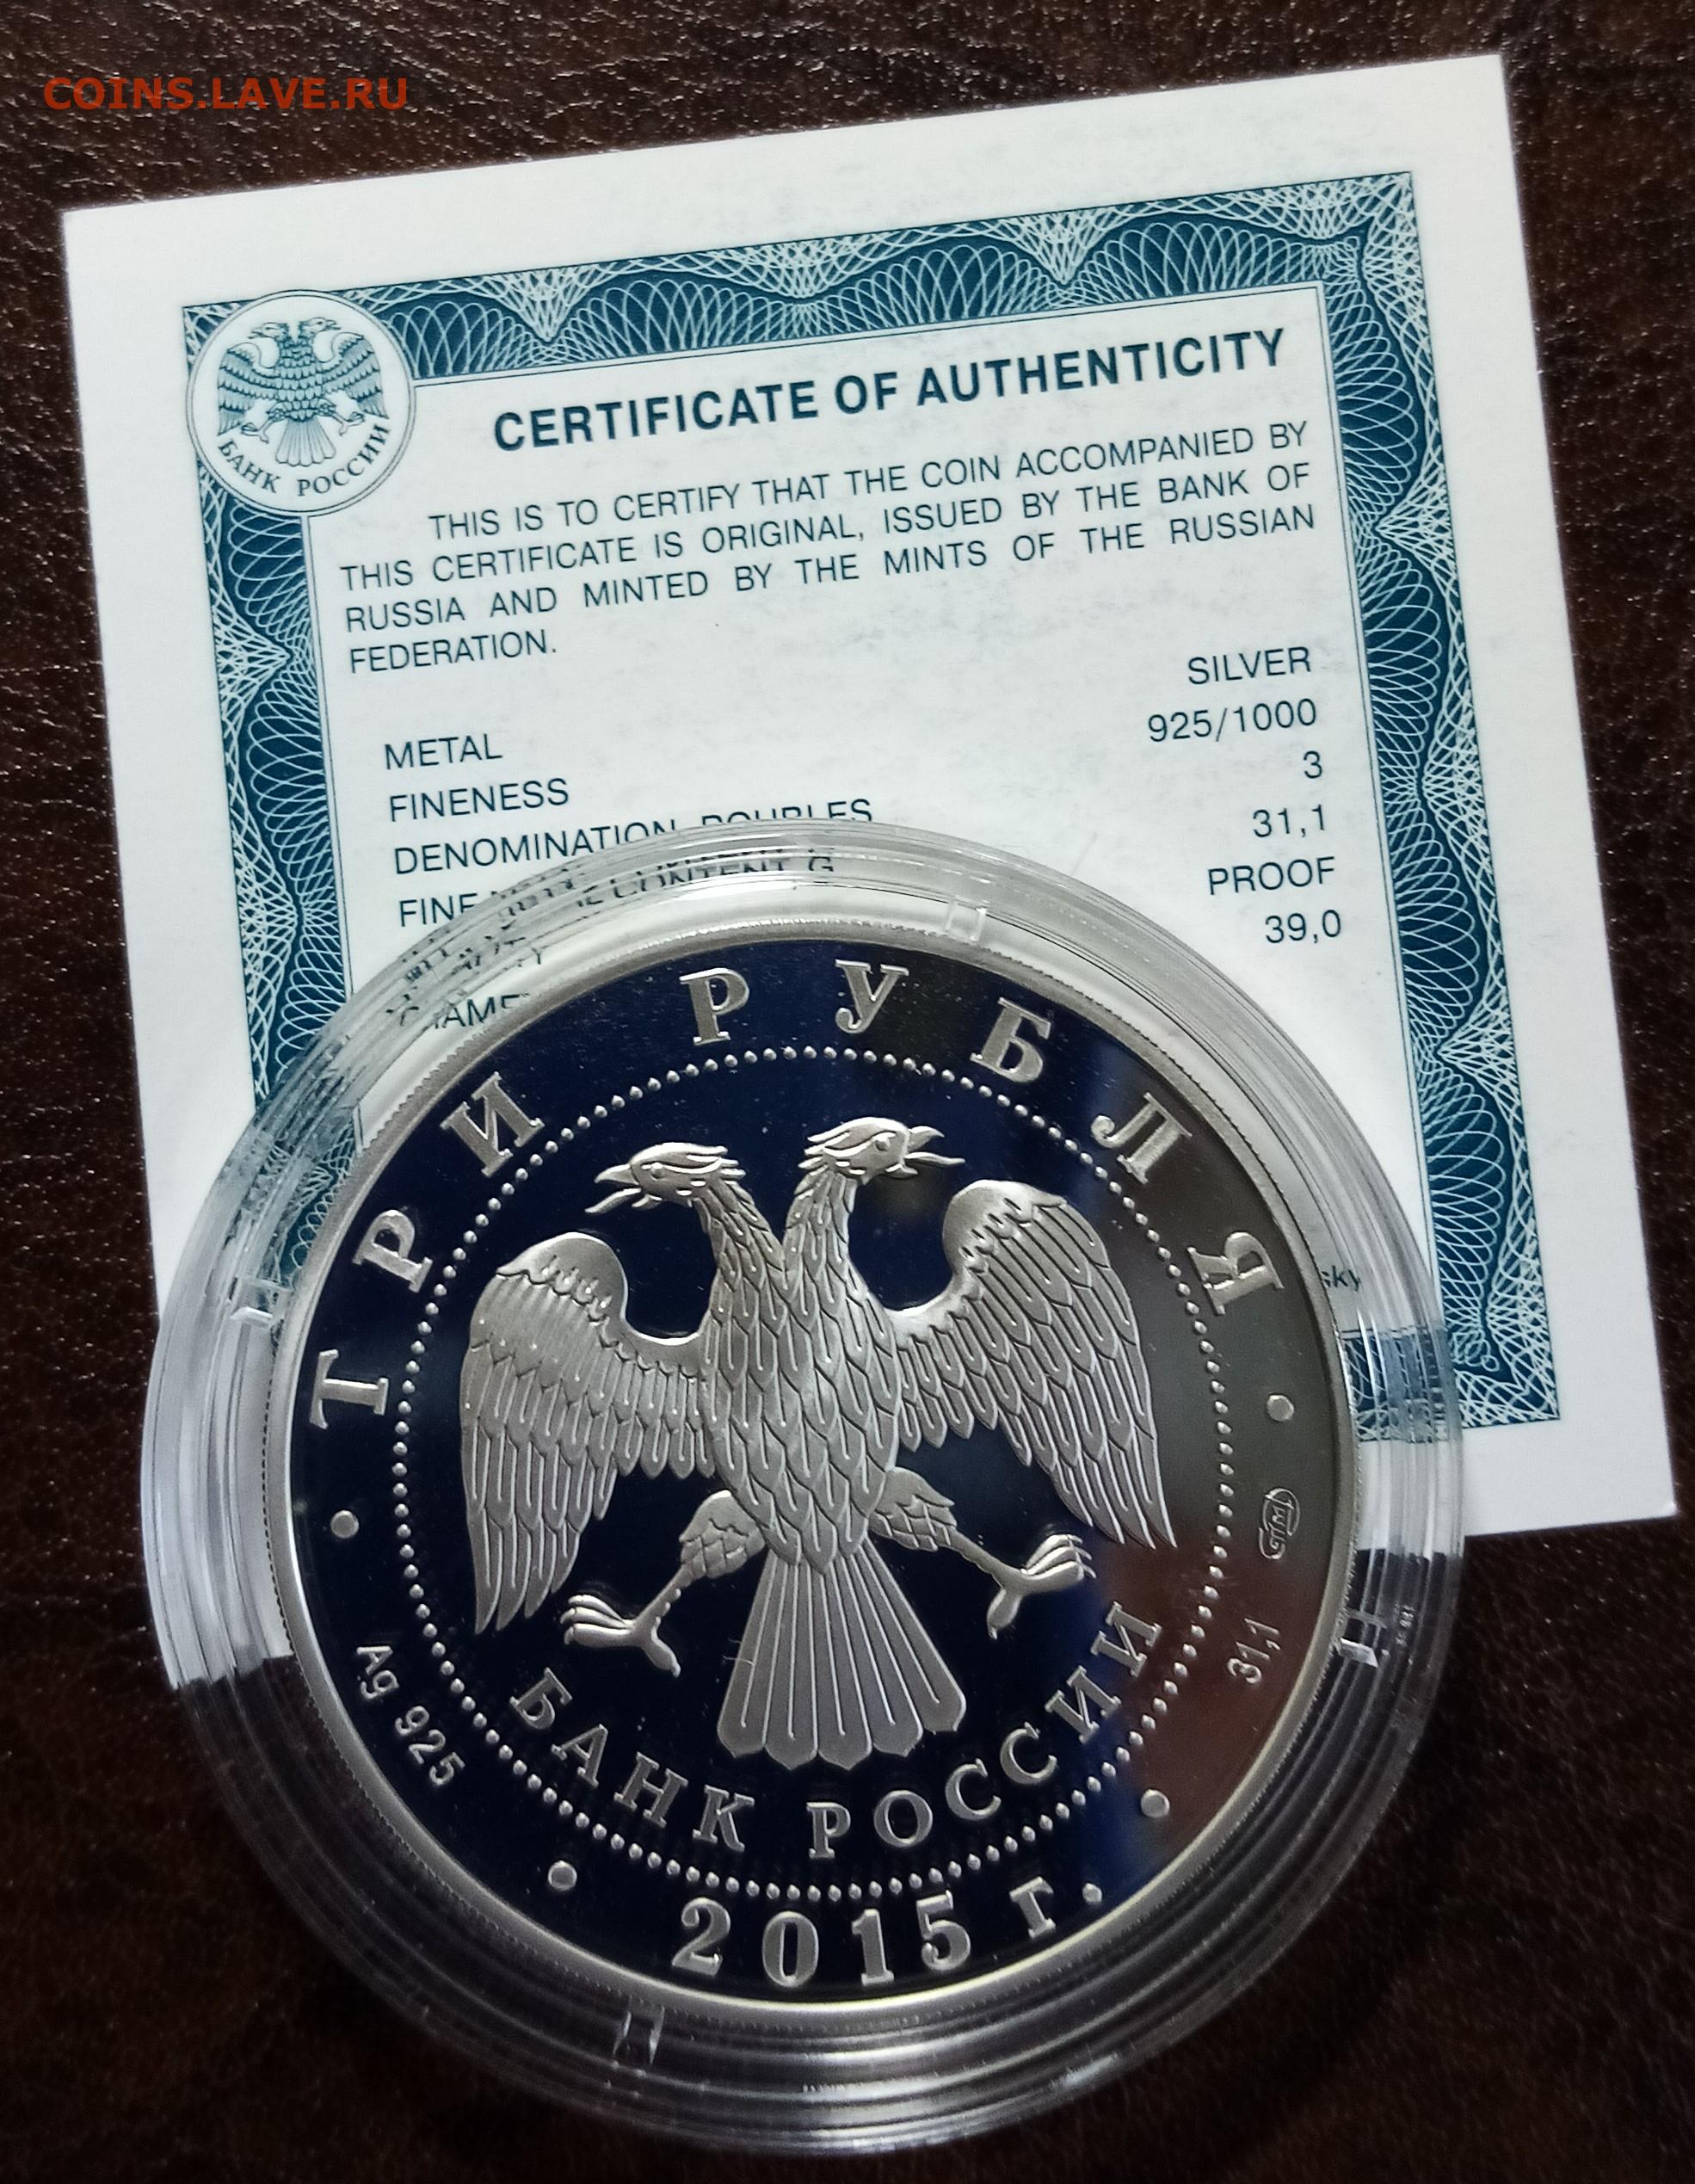 COINS.LAVE.RU
БАНК РОССИИ
CERTIFICATE OF AUTHENTICITY
THIS IS TO CERTIFY THAT THE COIN ACCOMPANIED BY
THIS CERTIFICATE IS ORIGINAL, ISSUED BY THE BANK OF
RUSSIA AND MINTED BY THE MINTS OF THE RUSSIAN
FEDERATION.
METAL SILVER
FINENESS 925/1000
DENOMINATION, ROUBLES 3
FINE CONTENT G 31,1
PROOF
39,0
ТРИ РУБЛЯ
БАНК РОССИИ
Ag 925
31,1
2015 г.